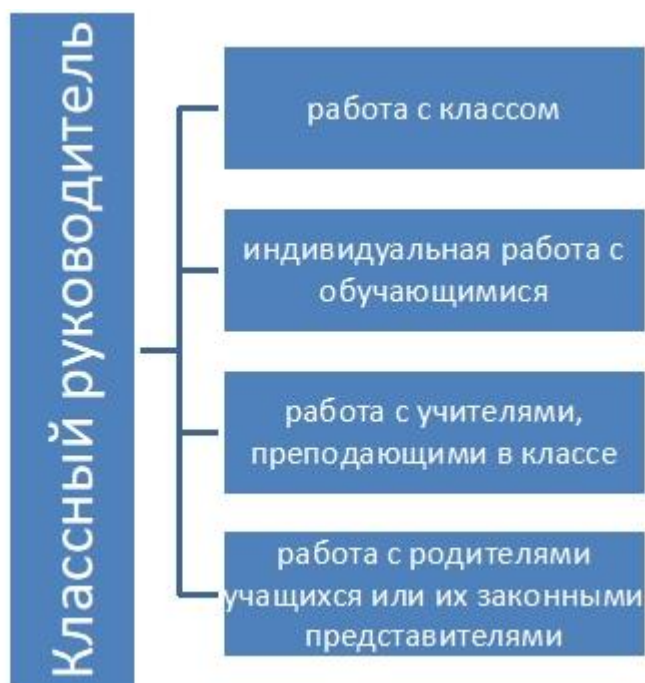 Классный руководитель
работа с классом
индивидуальная работа с
обучающимися
работа с учителями,
преподающими в классе
работа с родителями
учащихся или их законными
представителями